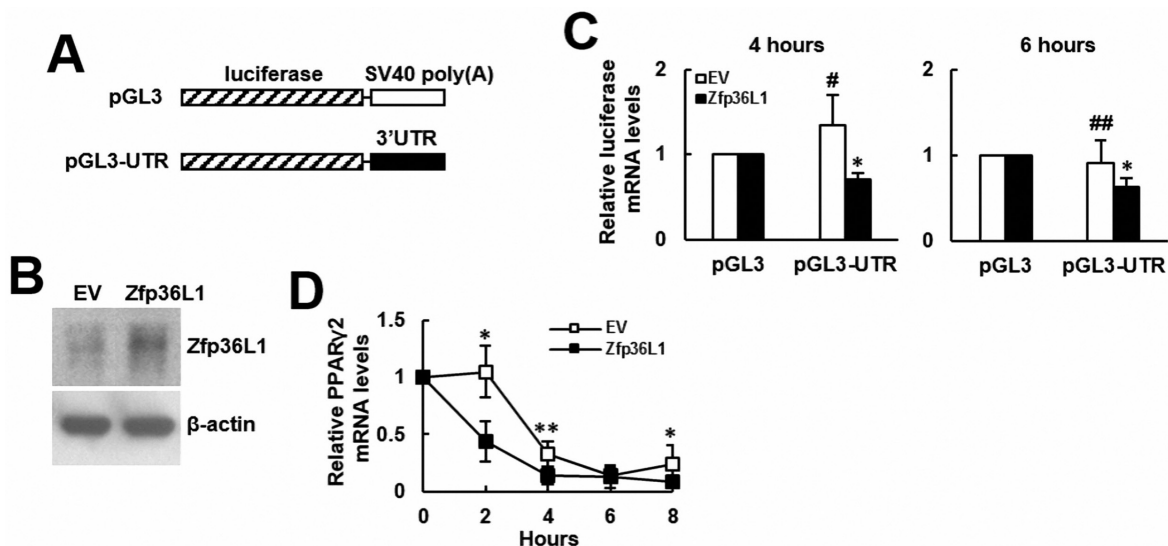 A
luciferase SV40 poly(A)
pGL3
3'UTR
pGL3-UTR
B
EV Zfp36L1
Zfp36L1
β-actin
C
4 hours
6 hours
Relative luciferase
mRNA levels
2
1
0
EV
Zfp36L1
#
*
pGL3 pGL3-UTR
2
1
0
##
*
pGL3 pGL3-UTR
D
Relative PPARγ2
mRNA levels
1.5
1
0.5
0
EV
Zfp36L1
*
**
*
0 2 4 6 8
Hours